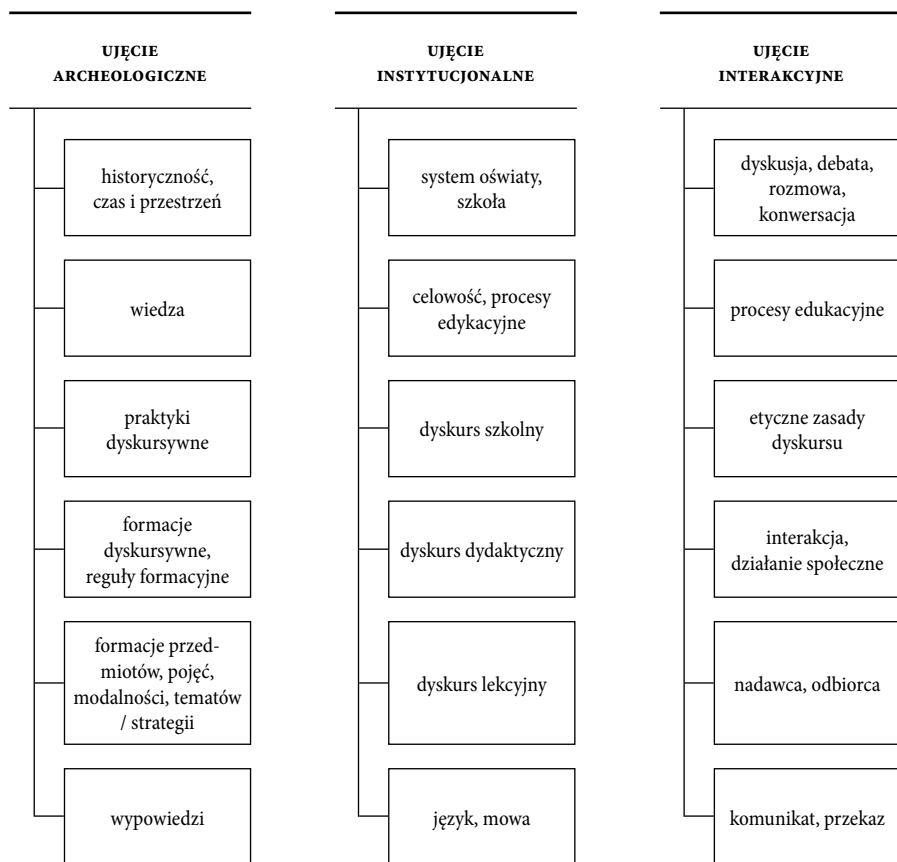 UJĘCIE
ARCHEOLOGICZNE
historyczność,
czas i przestrzeń
wiedza
praktyki
dyskursywne
formacje
dyskursywne,
reguły formacyjne
formacje przed-
miotów, pojęć,
modalności, tematów
/ strategii
wypowiedzi
UJĘCIE
INSTYTUCJONALNE
system oświaty,
szkoła
celowość, procesy
edykacyjne
dyskurs szkolny
dyskurs dydaktyczny
dyskurs lekcyjny
język, mowa
UJĘCIE
INTERAKCYJNE
dyskusja, debata,
rozmowa,
konwersacja
procesy edukacyjne
etyczne zasady
dyskursu
interakcja,
działanie społeczne
nadawca, odbiorca
komunikat, przekaz